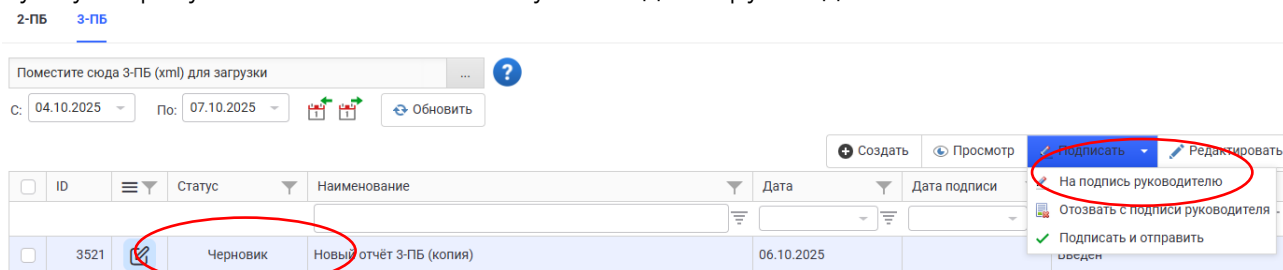 2-ПБ 3-ПБ
Поместите сюда 3-ПБ (xml) для загрузки ... ?
С: 04.10.2025 По: 07.10.2025 1 1 Обновить
Создать Просмотр Подписать Редактировать
ID Статус Наименование Дата Дата подписи На подпись руководителю
Отозвать с подписи руководителя
Подписать и отправить
3521 Черновик Новый отчёт 3-ПБ (копия) 06.10.2025 Введен